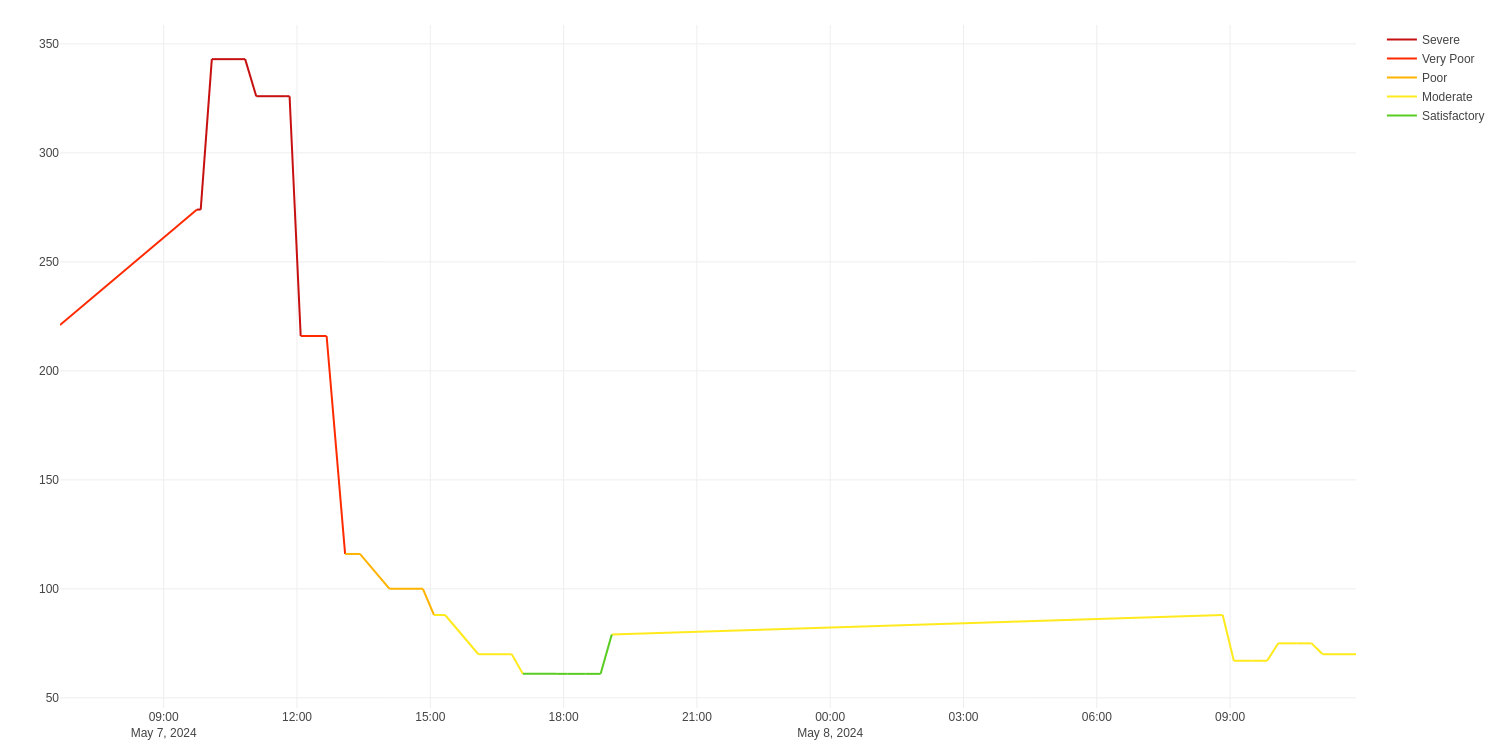 350
300
250
200
150
100
50
09:00
May 7, 2024
12:00
15:00
18:00
21:00
00:00
May 8, 2024
03:00
06:00
09:00
Severe
Very Poor
Poor
Moderate
Satisfactory